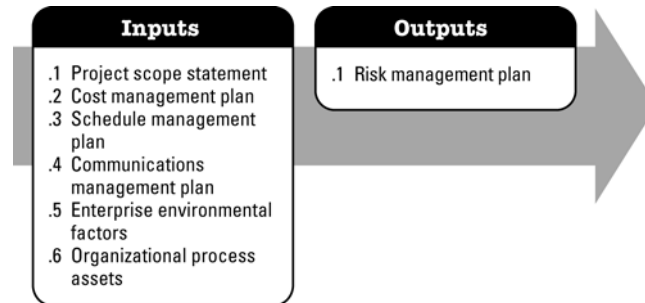 Inputs
.1 Project scope statement
.2 Cost management plan
.3 Schedule management
plan
.4 Communications
management plan
.5 Enterprise environmental
factors
.6 Organizational process
assets
Outputs
.1 Risk management plan